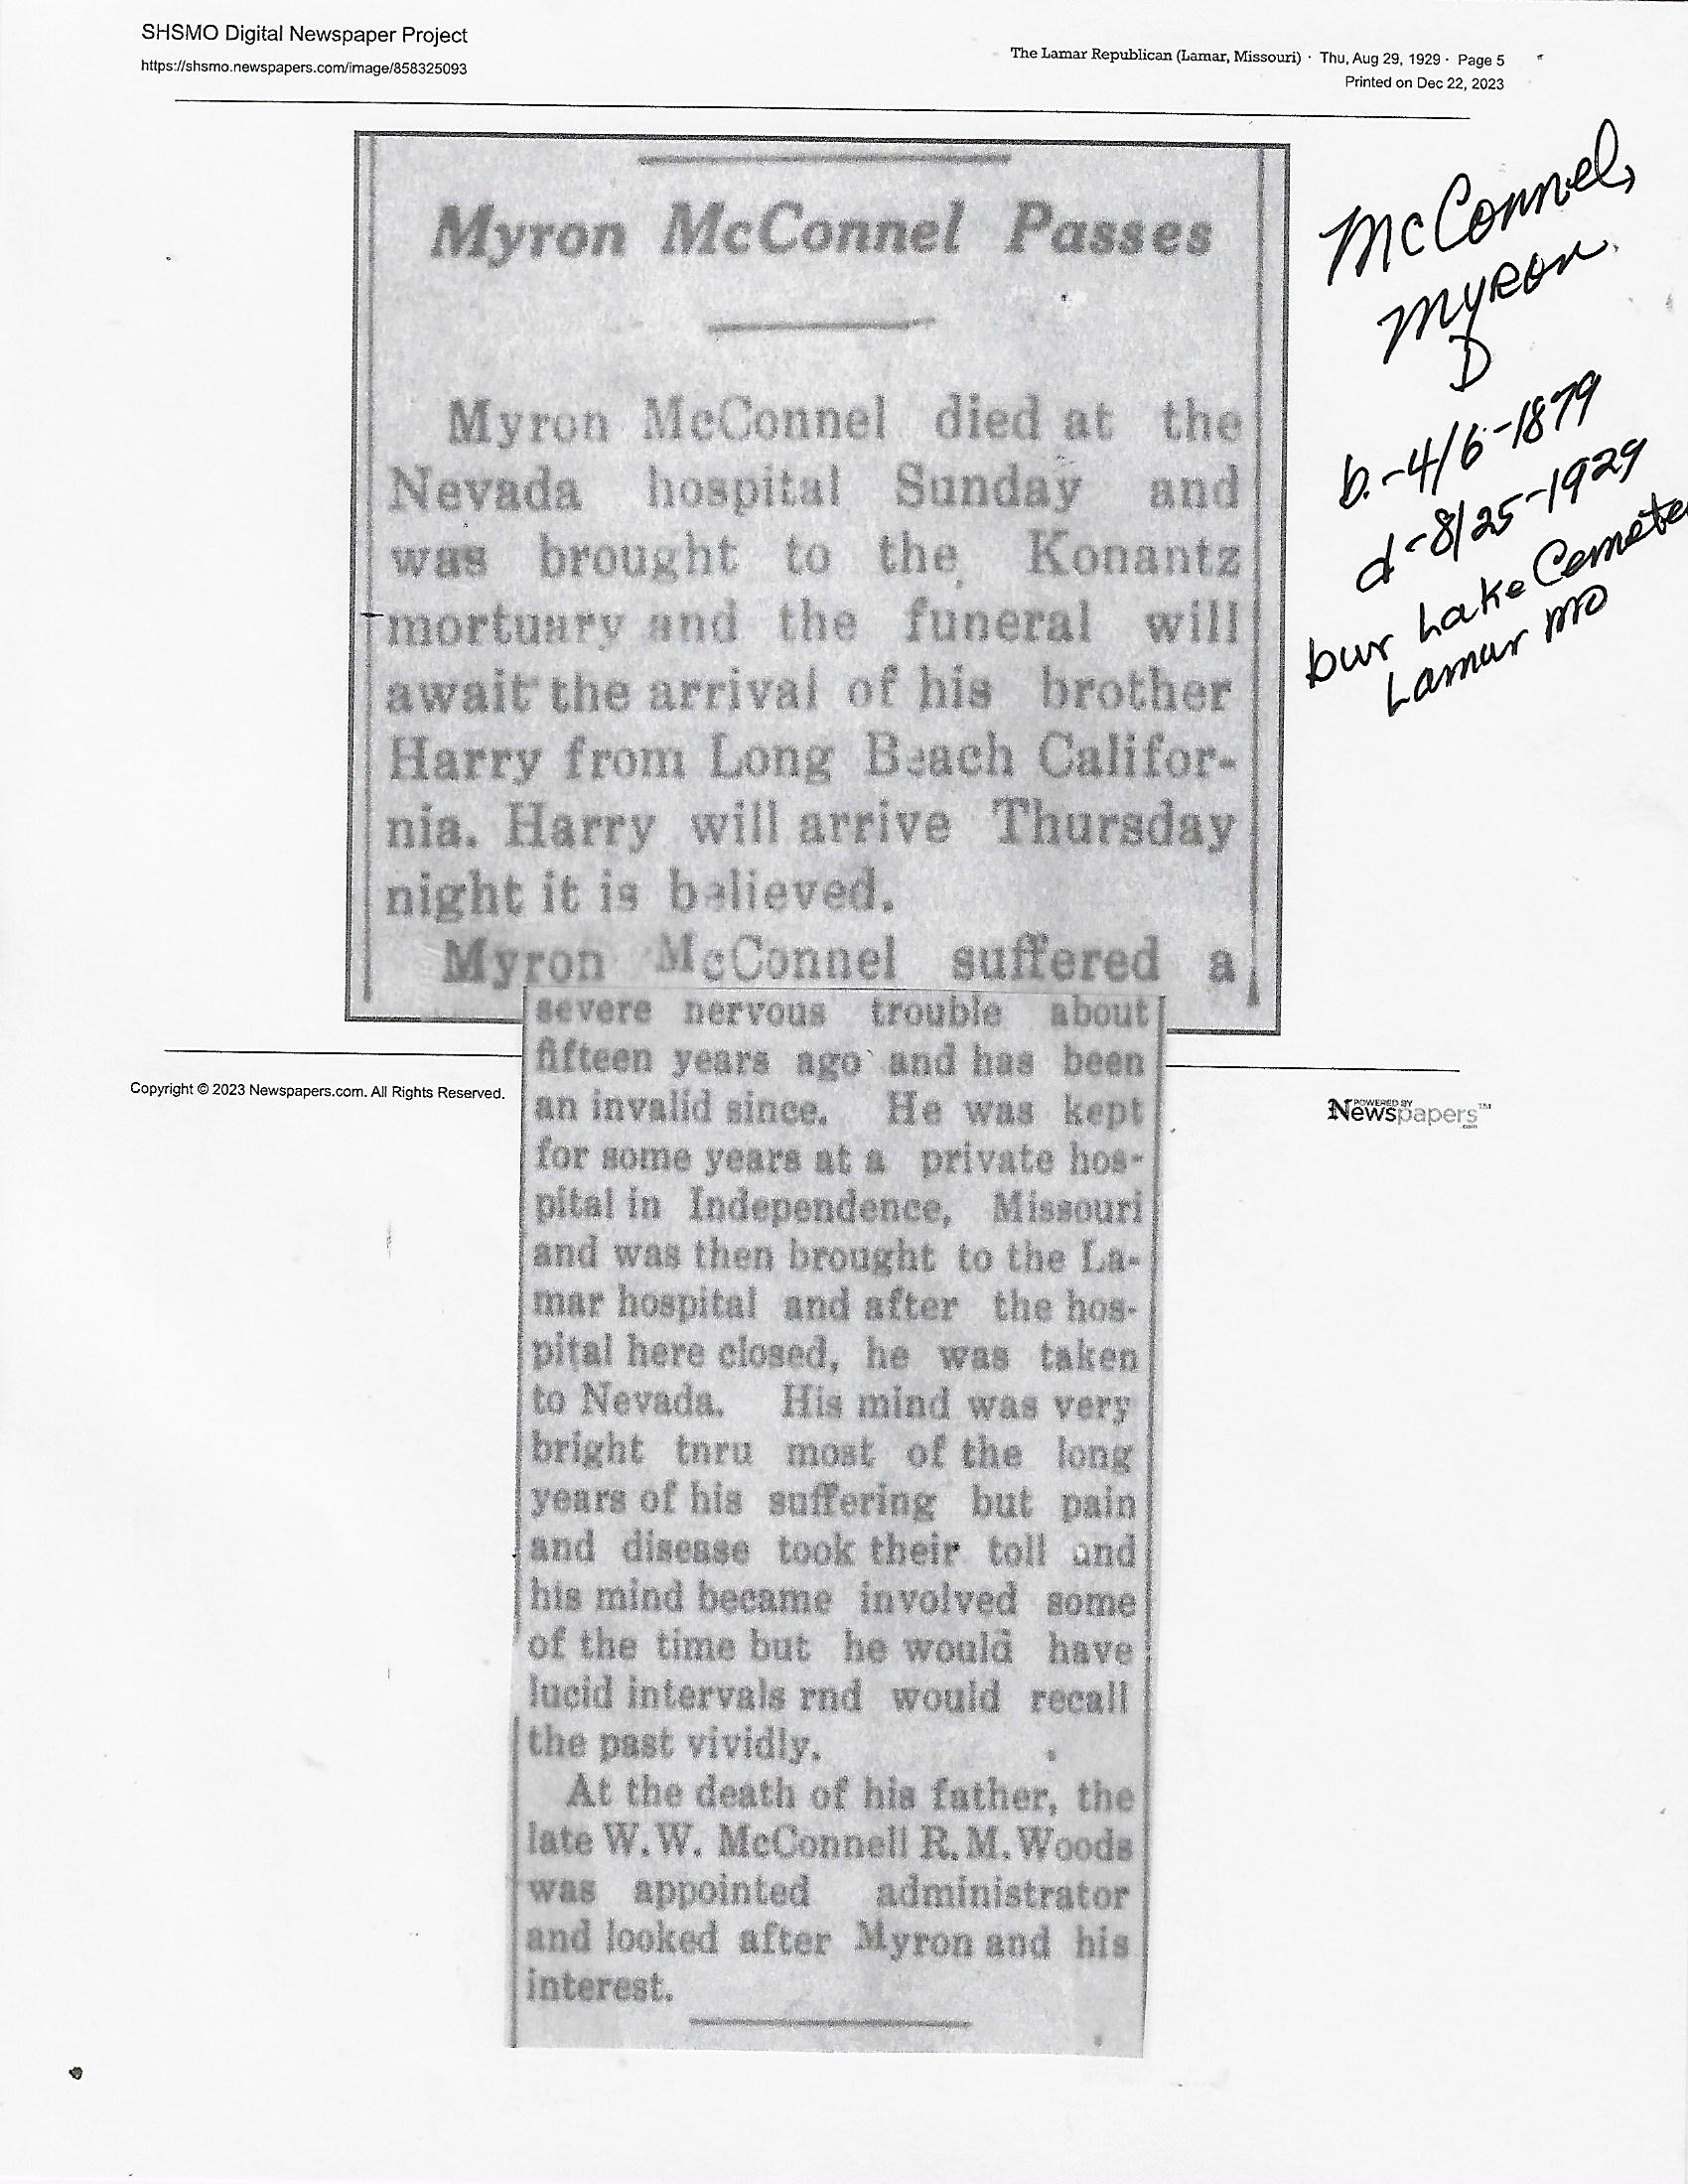 SHSMO Digital Newspaper Project
https://shsmo.newspapers.com/image/858325093
The Lamar Republican (Lamar, Missouri) · Thu, Aug 29, 1929 · Page 5
Printed on Dec 22, 2023
Myron McConnel Passes
Myron McConnel died at the
Nevada hospital Sunday and
was brought to the Konantz
mortuary and the funeral will
await the arrival of his brother
Harry from Long Beach Califor-
nia. Harry will arrive Thursday
night it is believed.
Myron McConnel suffered a
severe nervous trouble about
fifteen years ago and has been
an invalid since. He was kept
for some years at a private hos-
pital in Independence, Missouri
and was then brought to the La-
mar hospital and after the hos-
pital here closed, he was taken
to Nevada. His mind was very
bright tnru most of the long
years of his suffering but pain
and disease took their toll and
his mind became involved some
of the time but he would have
lucid intervals rnd would recall
the past vividly.
At the death of his father, the
late W. W. McConnell R. M. Woods
was appointed administrator
and looked after Myron and his
interest.
McConnel,
Myron
D
b.-4/6-1879
d-8/25-1929
bur Lake Cemete
Lamar MO
Copyright © 2023 Newspapers.com. All Rights Reserved.
POWERED BY
Newspapers™
.com